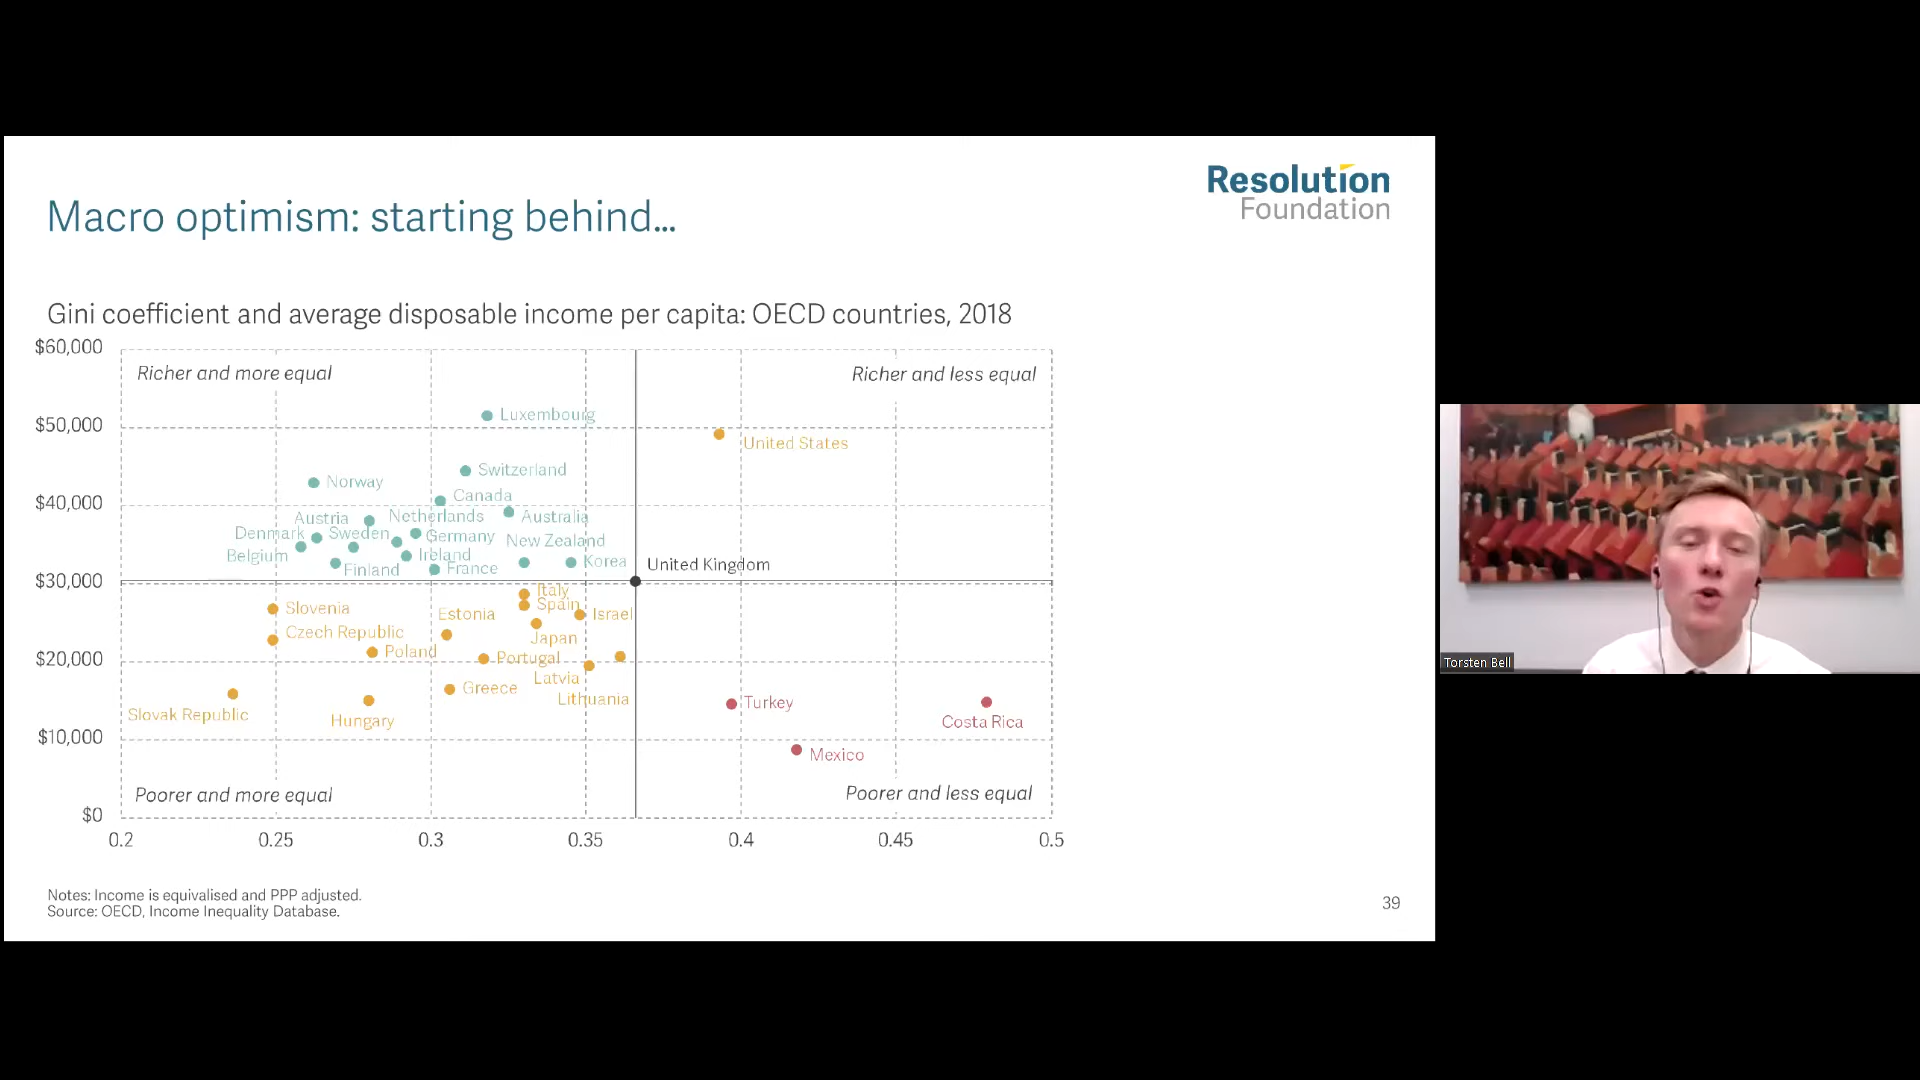 Resolution
Foundation
Macro optimism: starting behind...
Gini coefficient and average disposable income per capita: OECD countries, 2018
$60,000
Richer and more equal
Richer and less equal
Luxembourg
$50,000
United States
Switzerland
Norway
Canada
$40,000
Austria
Netherlands
Australia
Denmark
Sweden
Germany
New Zealand
Belgium
Ireland
Korea
United Kingdom
Finland
France
$30,000
Italy
Slovenia
Estonia
Spain
Israel
Czech Republic
Japan
Poland
Portugal
$20,000
Latvia
Greece
Lithuania
Turkey
Slovak Republic
Hungary
Costa Rica
$10,000
Mexico
Poorer and more equal
Poorer and less equal
$0
0.2 0.25 0.3 0.35 0.4 0.45 0.5
Notes: Income is equivalised and PPP adjusted.
Source: OECD, Income Inequality Database.
39
Torsten Bell